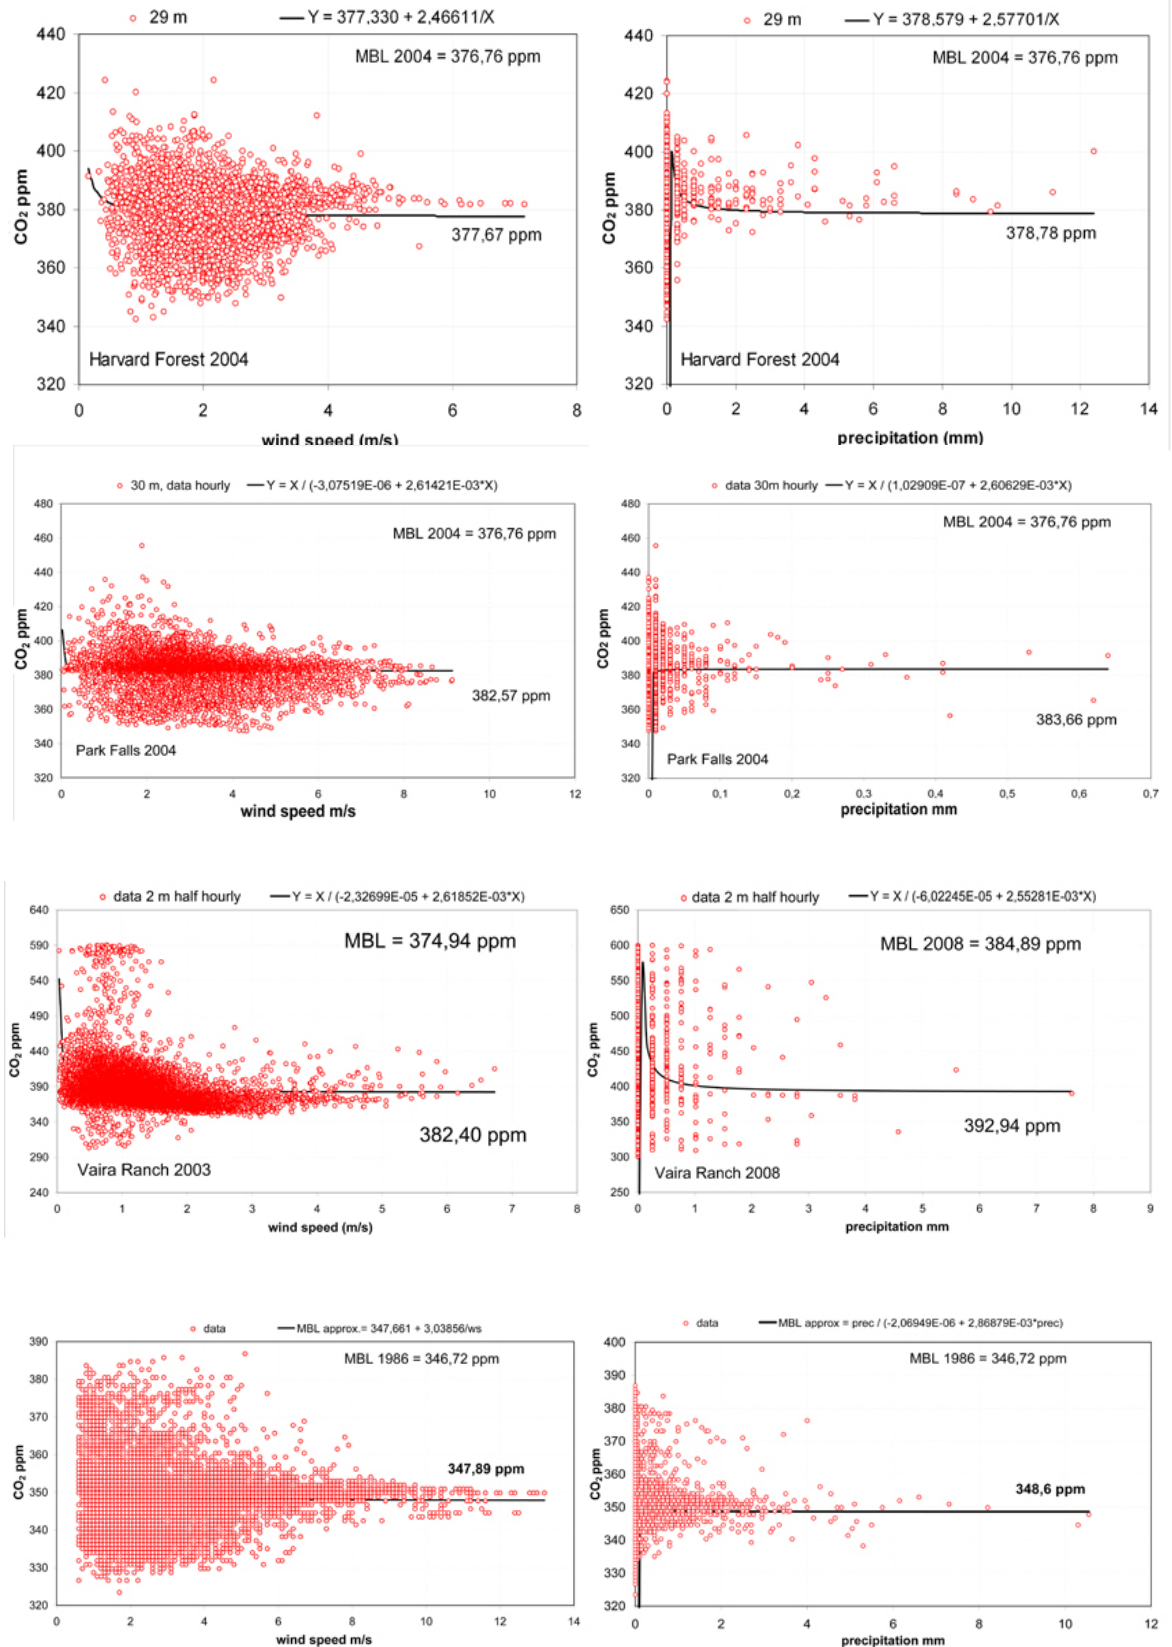 29 m Y = 377,330 + 2,46611/X
MBL 2004 = 376,76 ppm
440
420
400
380
360
340
320
CO2 ppm
377,67 ppm
Harvard Forest 2004
0 2 4 6 8
wind speed (m/s)
29 m Y = 378,579 + 2,57701/X
MBL 2004 = 376,76 ppm
440
420
400
380
360
340
320
CO2 ppm
378,78 ppm
Harvard Forest 2004
0 2 4 6 8 10 12 14
precipitation (mm)
30 m, data hourly Y = X / (-3,07519E-06 + 2,61421E-03*X)
MBL 2004 = 376,76 ppm
480
460
440
420
400
380
360
340
320
CO2 ppm
382,57 ppm
Park Falls 2004
0 2 4 6 8 10 12
wind speed m/s
data 30m hourly Y = X / (1,02909E-07 + 2,60629E-03*X)
MBL 2004 = 376,76 ppm
480
460
440
420
400
380
360
340
320
CO2 ppm
383,66 ppm
Park Falls 2004
0 0,1 0,2 0,3 0,4 0,5 0,6 0,7
precipitation mm
data 2 m half hourly Y = X / (-2,32699E-05 + 2,61852E-03*X)
MBL = 374,94 ppm
640
590
540
490
440
390
340
290
240
CO2 ppm
382,40 ppm
Vaira Ranch 2003
0 1 2 3 4 5 6 7 8
wind speed (m/s)
data 2 m half hourly Y = X / (-6,02245E-05 + 2,55281E-03*X)
MBL 2008 = 384,89 ppm
650
600
550
500
450
400
350
300
250
CO2 ppm
392,94 ppm
Vaira Ranch 2008
0 1 2 3 4 5 6 7 8 9
precipitation mm
data MBL approx.= 347,661 + 3,03856/ws
MBL 1986 = 346,72 ppm
390
380
370
360
350
340
330
320
CO2 ppm
347,89 ppm
0 2 4 6 8 10 12 14
wind speed m/s
data MBL approx = prec / (-2,06949E-06 + 2,86879E-03*prec)
MBL 1986 = 346,72 ppm
400
390
380
370
360
350
340
330
320
CO2 ppm
348,6 ppm
0 2 4 6 8 10 12
precipitation mm